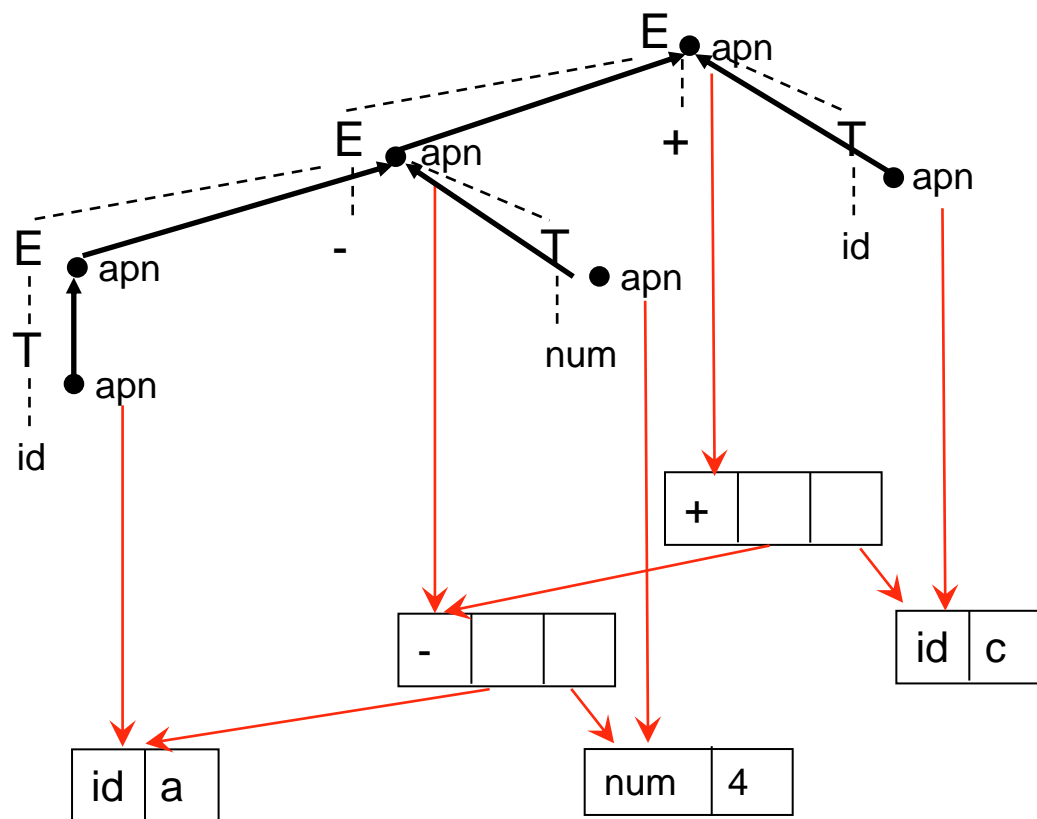 E apn
E apn + T apn
E apn - T apn id
T apn num
id
+
- id c
id a num 4